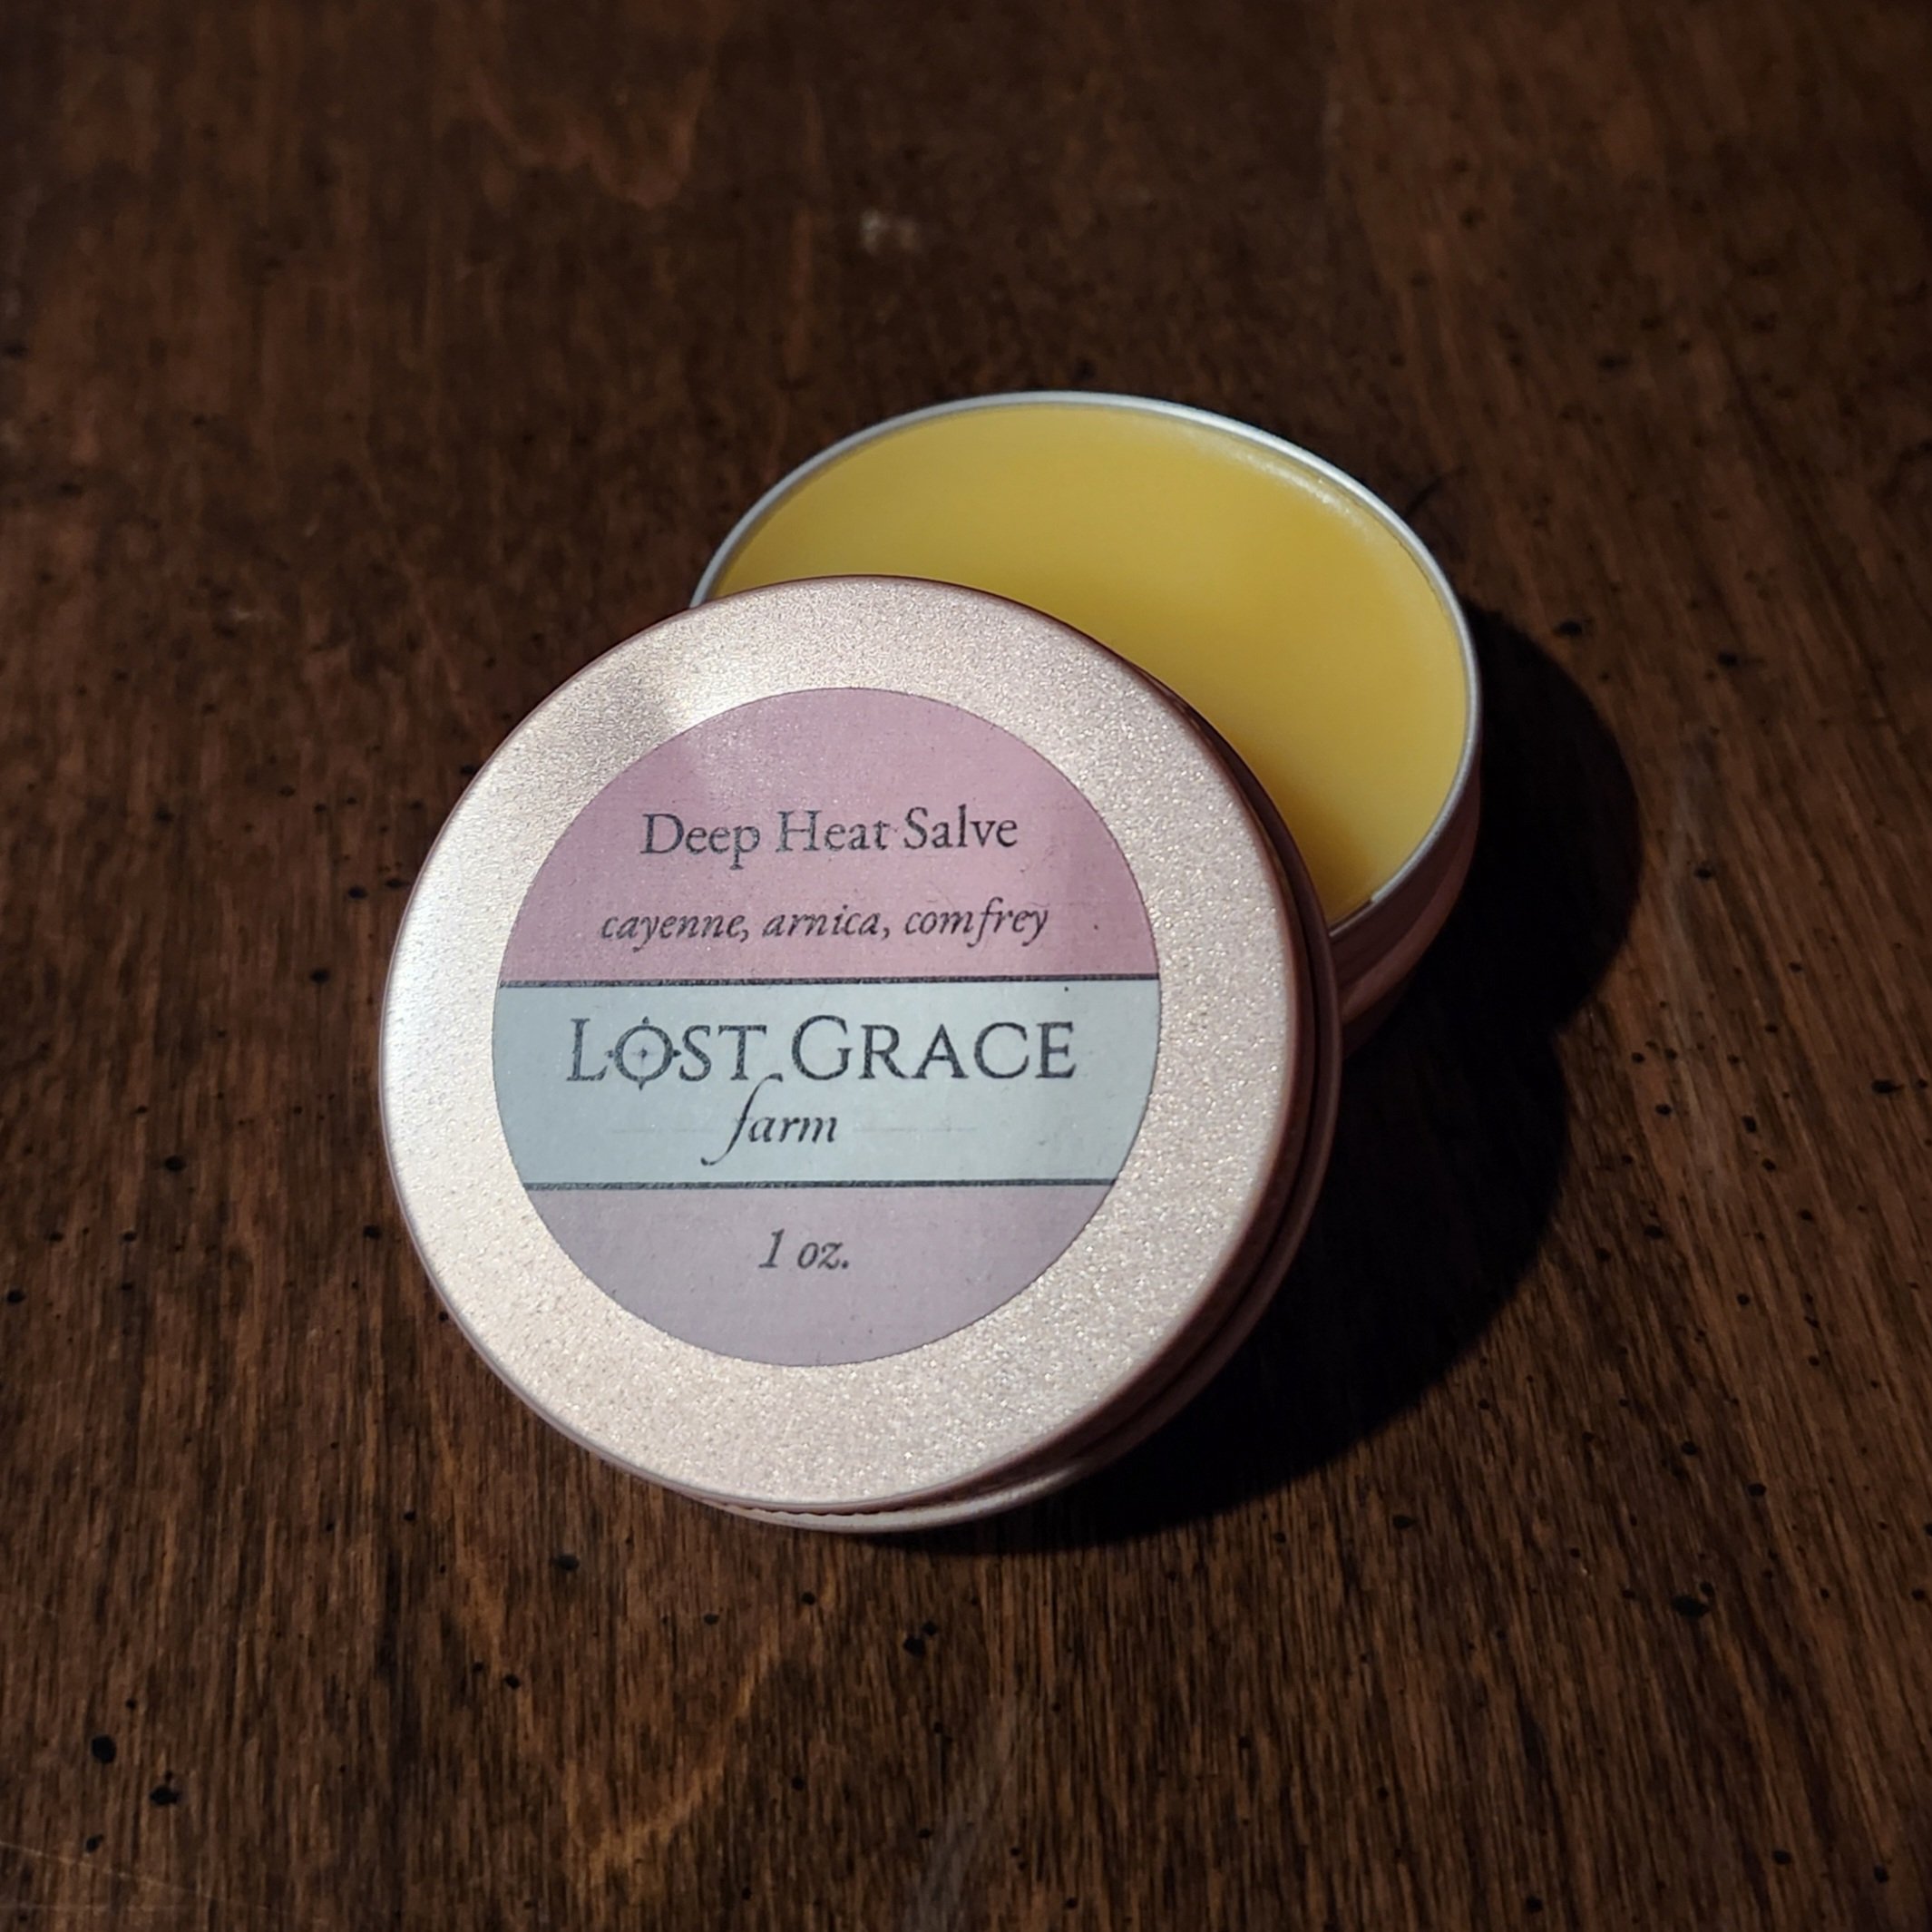 Deep Heat Salve
cayenne, arnica, comfrey
LOST GRACE
farm
1 oz.